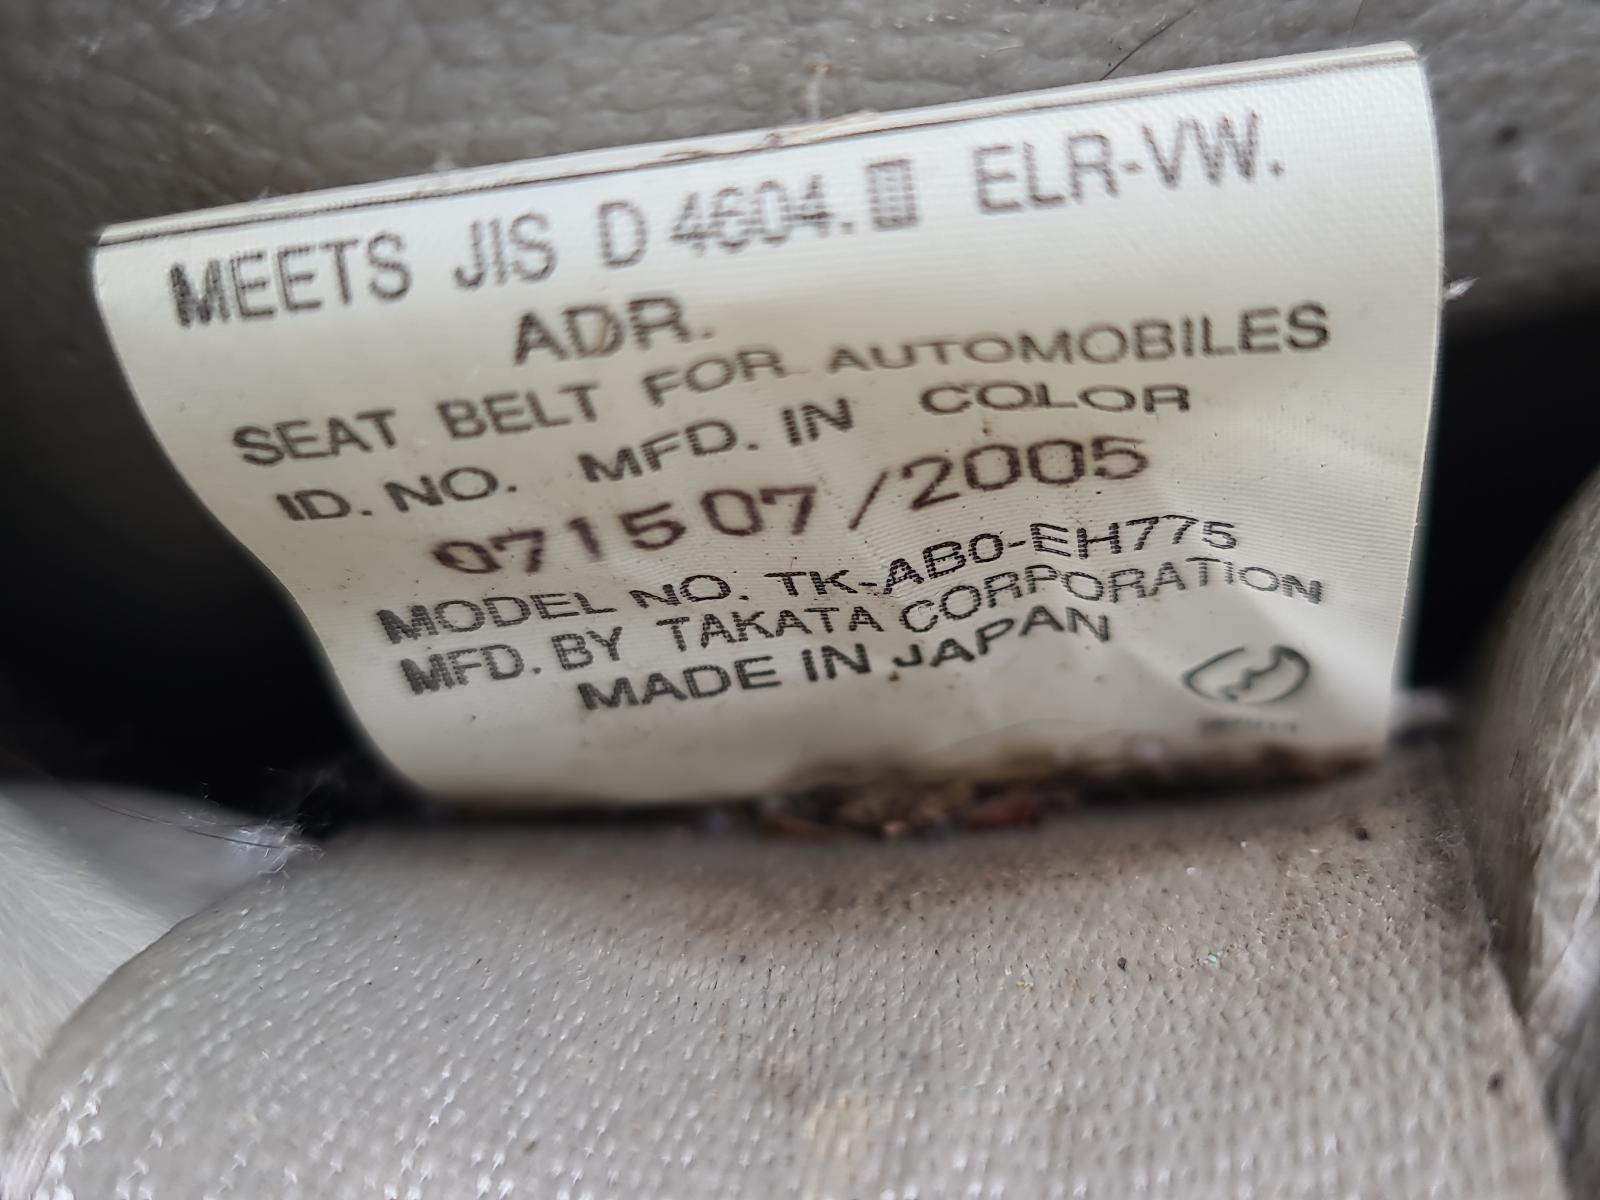 MEETS JIS D 4604.Ⅲ ELR-VW.
ADR.
SEAT BELT FOR AUTOMOBILES
ID. NO. MFD. IN COLOR
071507/2005
MODEL NO. TK-AB0-EH775
MFD. BY TAKATA CORPORATION
MADE IN JAPAN